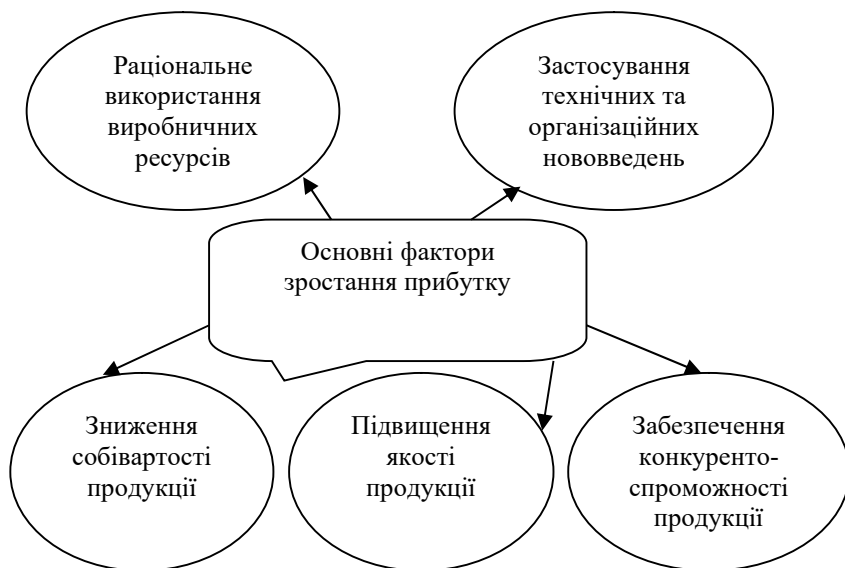 Раціональне
використання
виробничих
ресурсів
Застосування
технічних та
організаційних
нововведень
Основні фактори
зростання прибутку
Зниження
собівартості
продукції
Підвищення
якості
продукції
Забезпечення
конкуренто-
спроможності
продукції